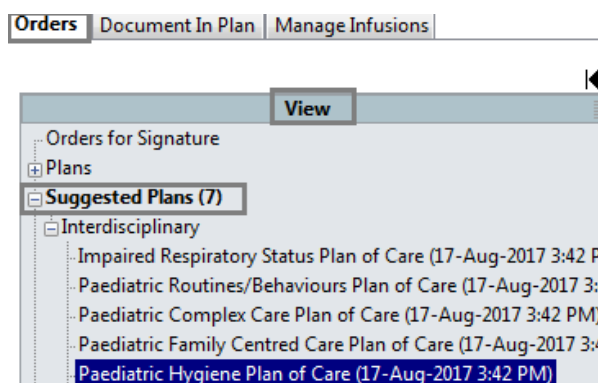 Orders Document In Plan Manage Infusions
View
Orders for Signature
Plans
Suggested Plans (7)
Interdisciplinary
Impaired Respiratory Status Plan of Care (17-Aug-2017 3:42 P
Paediatric Routines/Behaviours Plan of Care (17-Aug-2017 3:
Paediatric Complex Care Plan of Care (17-Aug-2017 3:42 PM)
Paediatric Family Centred Care Plan of Care (17-Aug-2017 3:4
Paediatric Hygiene Plan of Care (17-Aug-2017 3:42 PM)